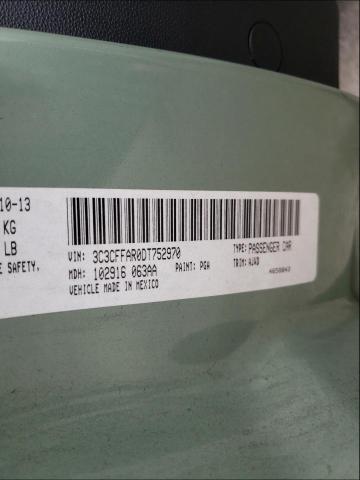 10-13
KG
LB
E SAFETY,
VIN: 3C3CFFAR0DT752970 TYPE: PASSENGER CAR
MDH: 102916 063AA PAINT: PGA TRIM: AJA0
VEHICLE MADE IN MEXICO